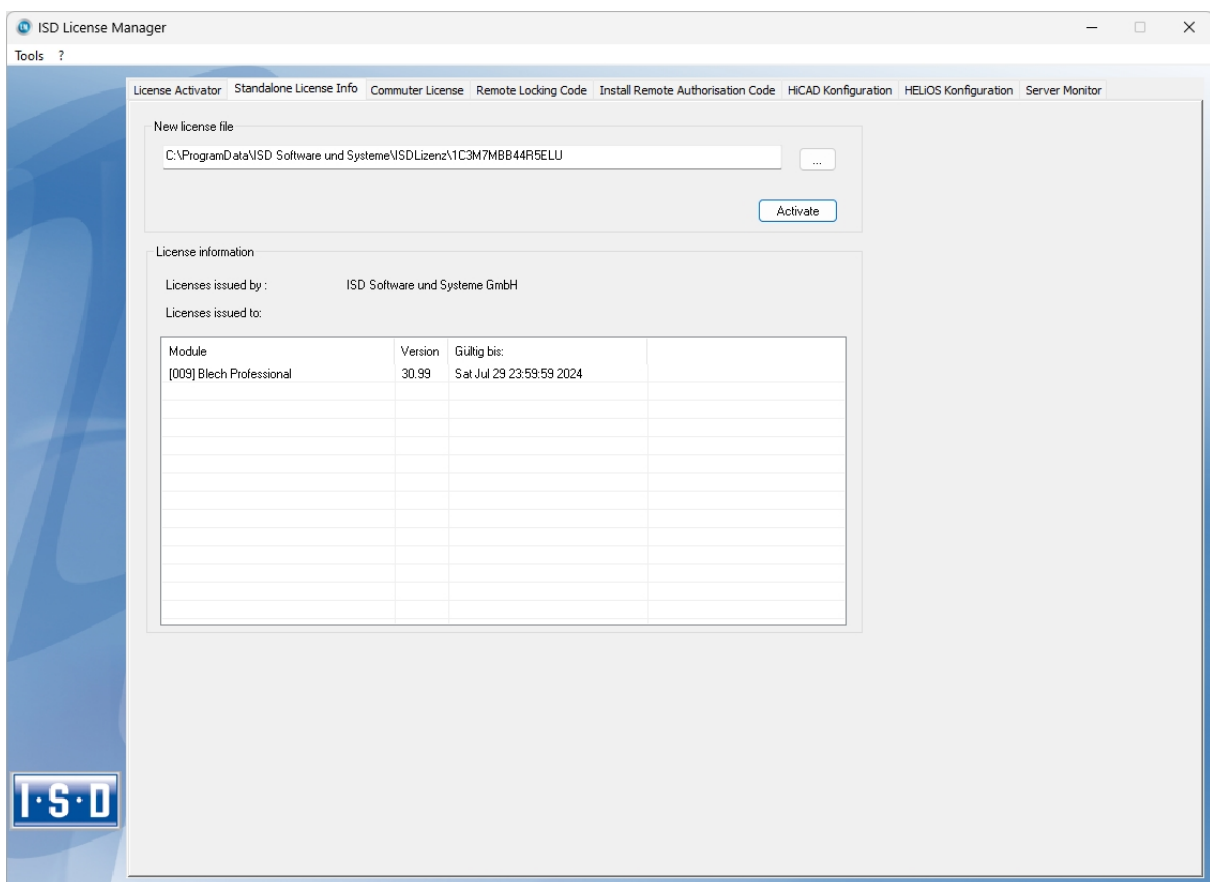 ISD License Manager
Tools ?
License Activator Standalone License Info Commuter License Remote Locking Code Install Remote Authorisation Code HiCAD Konfiguration HELiOS Konfiguration Server Monitor
New license file
C:\ProgramData\ISD Software und Systeme\ISDLizenz\1C3M7MBB44R5ELU
...
Activate
License information
Licenses issued by : ISD Software und Systeme GmbH
Licenses issued to:
Module Version Gültig bis:
[009] Blech Professional 30.99 Sat Jul 29 23:59:59 2024
I·S·D